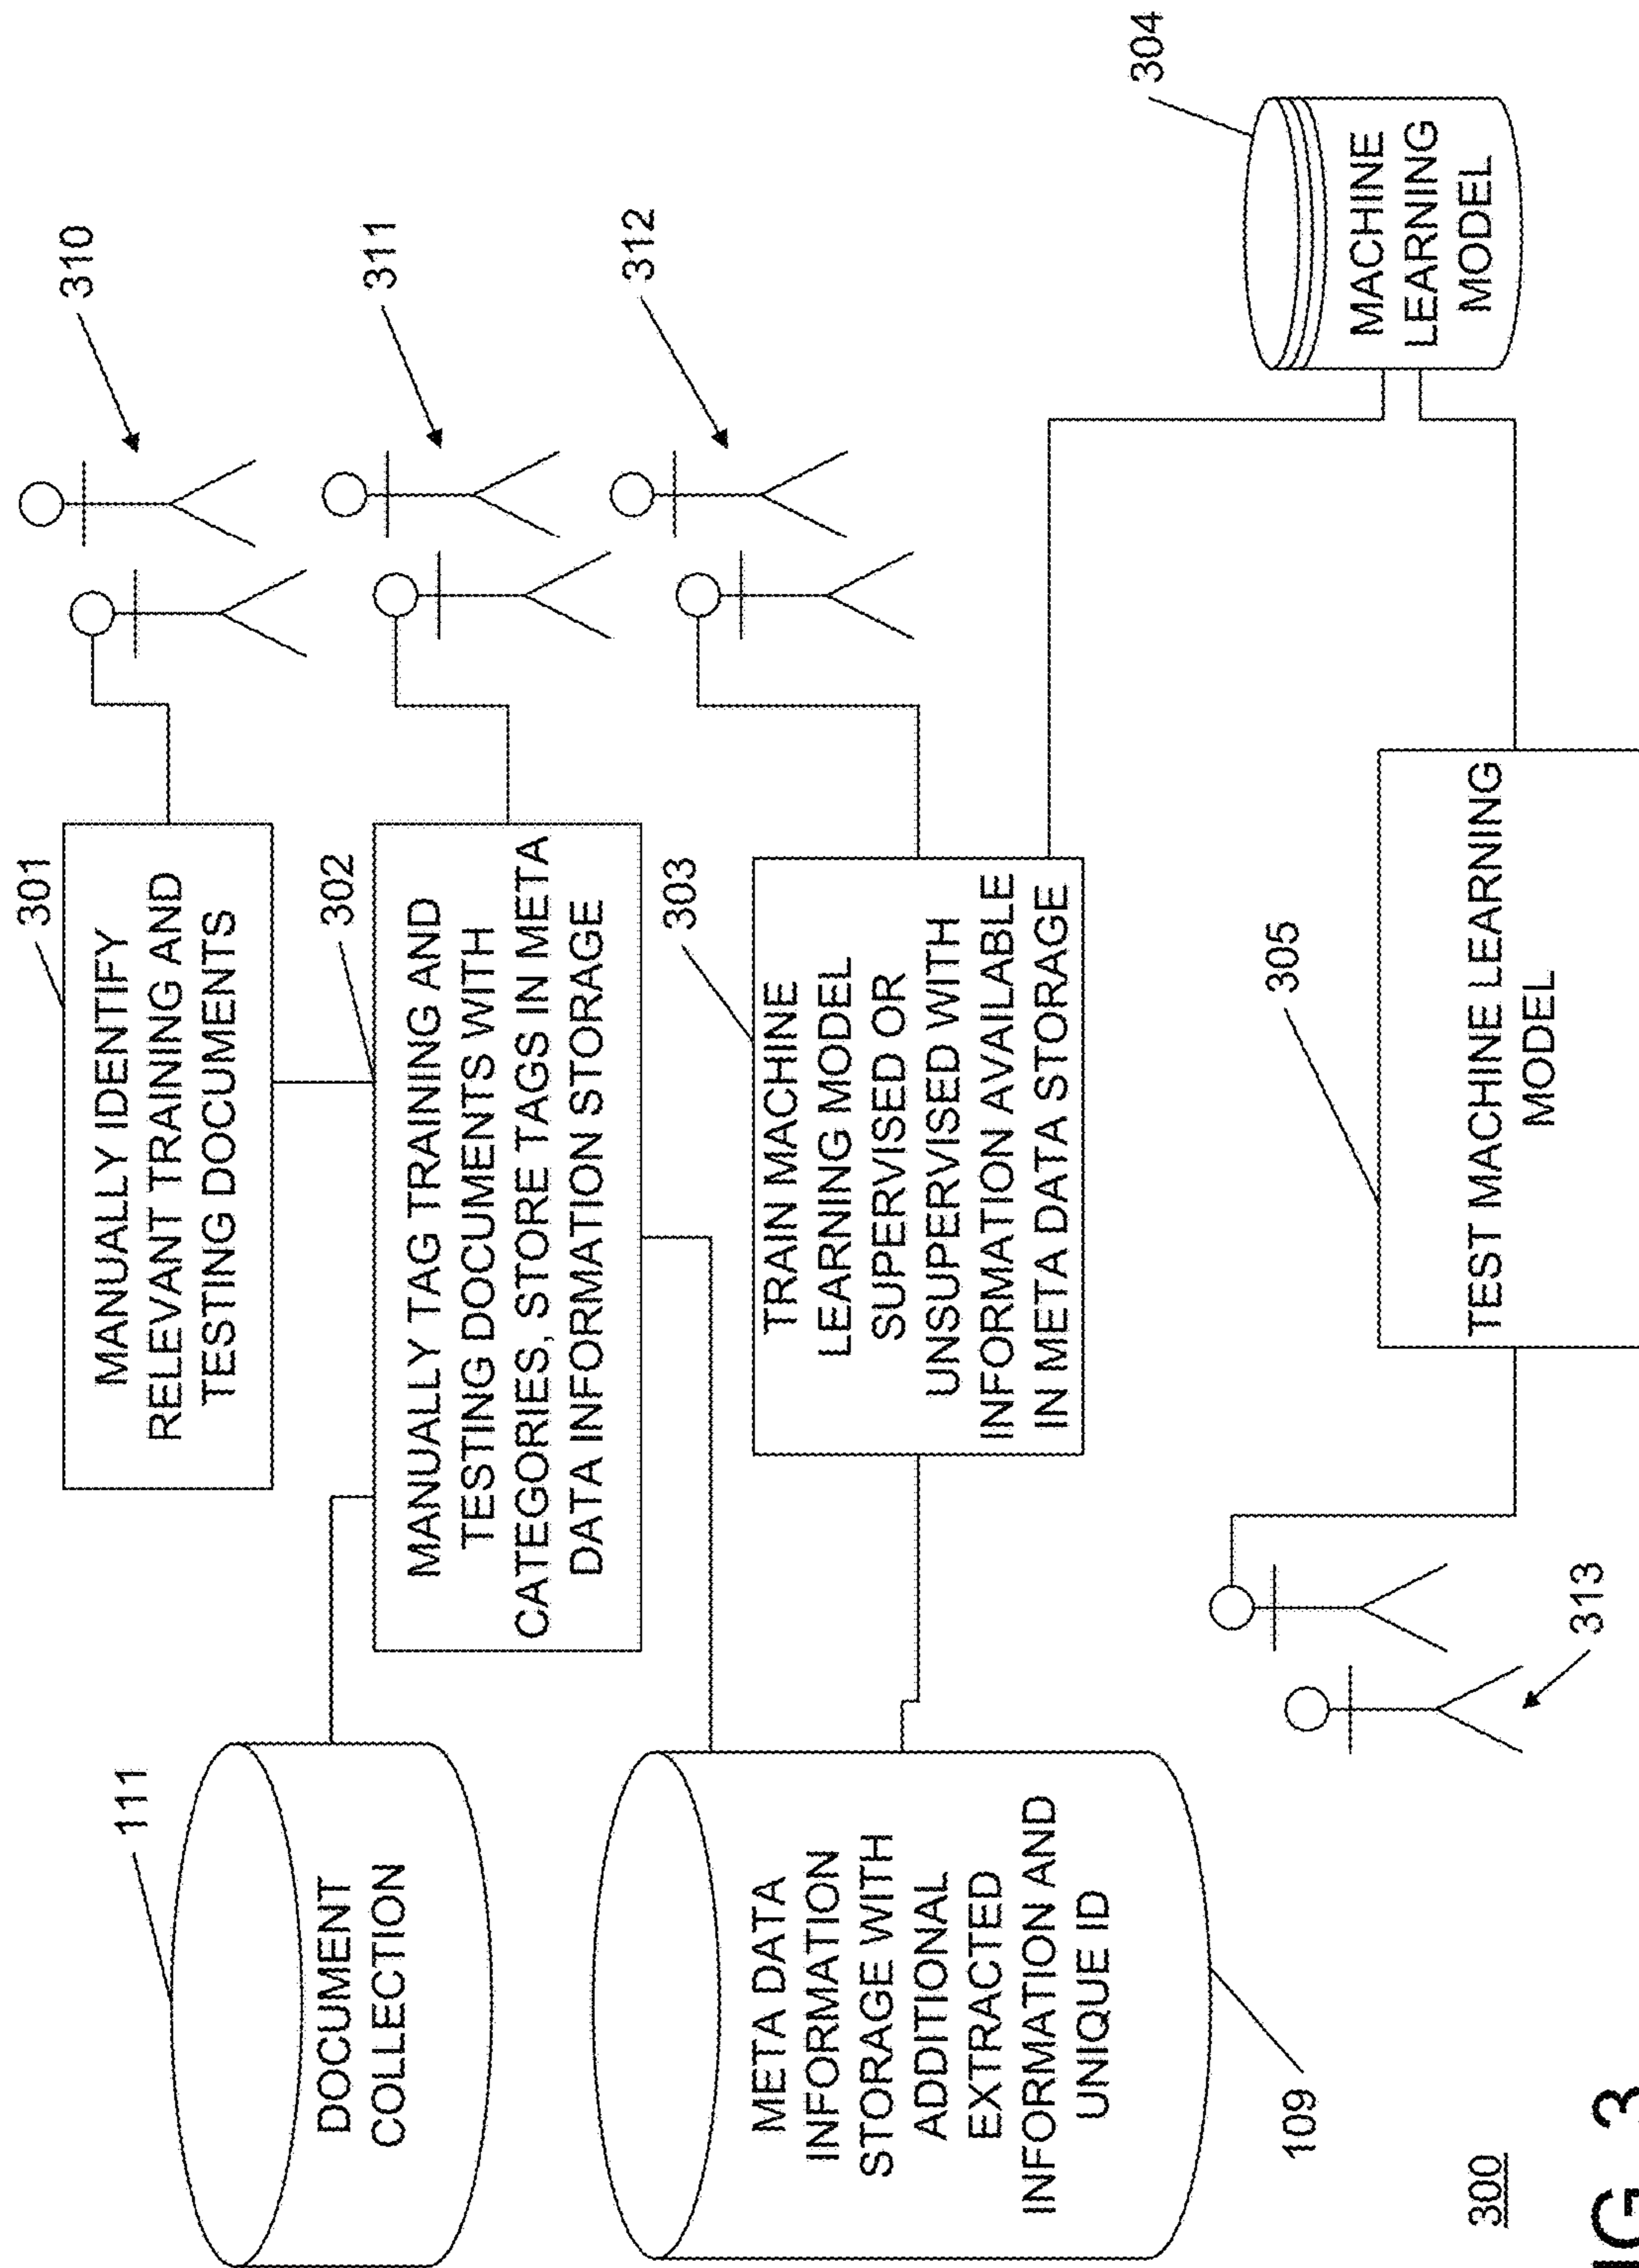 111
DOCUMENT
COLLECTION
301
MANUALLY IDENTIFY
RELEVANT TRAINING AND
TESTING DOCUMENTS
310
302
MANUALLY TAG TRAINING AND
TESTING DOCUMENTS WITH
CATEGORIES, STORE TAGS IN META
DATA INFORMATION STORAGE
311
META DATA
INFORMATION
STORAGE WITH
ADDITIONAL
EXTRACTED
INFORMATION AND
UNIQUE ID
109
303
TRAIN MACHINE
LEARNING MODEL
SUPERVISED OR
UNSUPERVISED WITH
INFORMATION AVAILABLE
IN META DATA STORAGE
312
304
MACHINE
LEARNING
MODEL
305
TEST MACHINE LEARNING
MODEL
313
300
IG 3